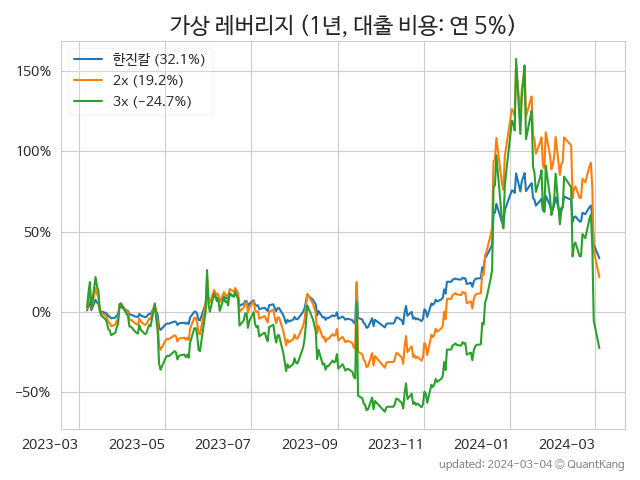 가상 레버리지 (1년, 대출 비용: 연 5%)
한진칼 (32.1%)
2x (19.2%)
3x (−24.7%)
150%
100%
50%
0%
−50%
2023-03 2023-05 2023-07 2023-09 2023-11 2024-01 2024-03
updated: 2024-03-04 © QuantKang